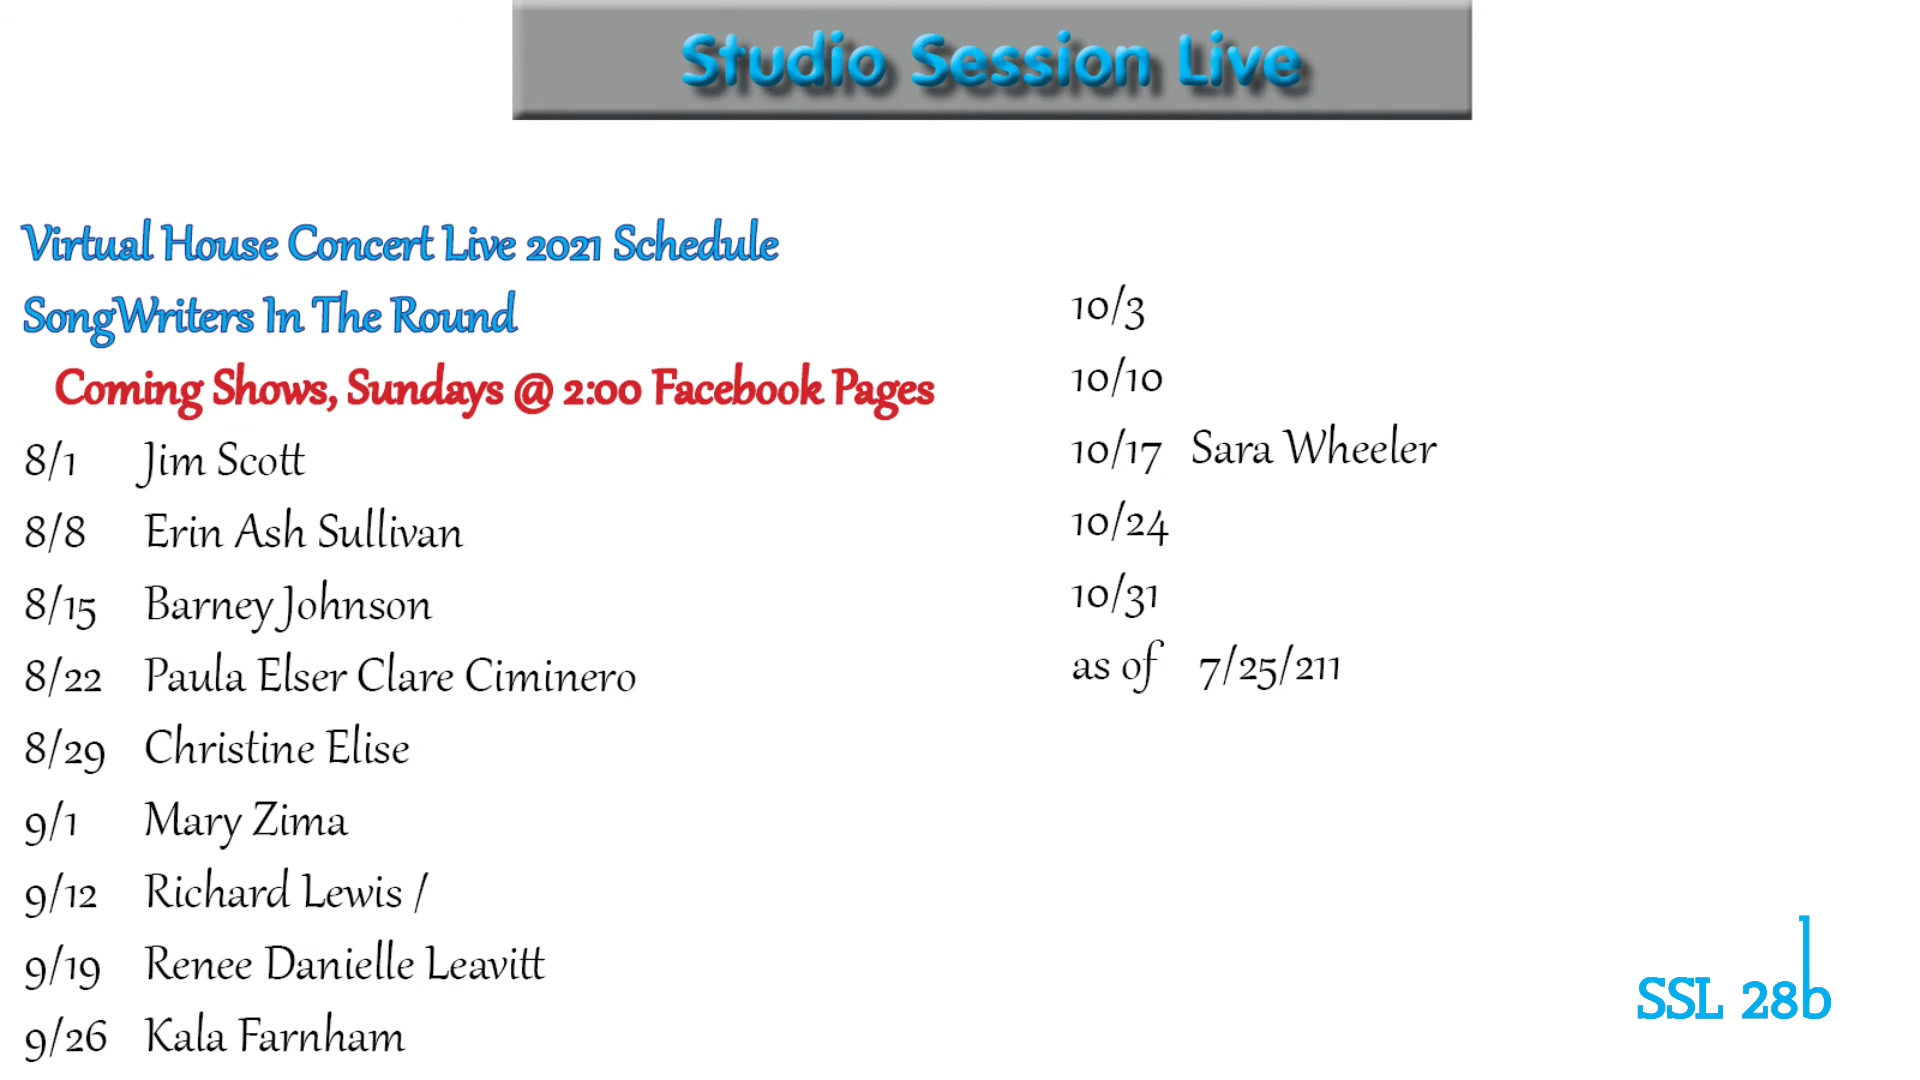 Studio Session Live
Virtual House Concert Live 2021 Schedule
SongWriters In The Round
Coming Shows, Sundays @ 2:00 Facebook Pages
8/1 Jim Scott
8/8 Erin Ash Sullivan
8/15 Barney Johnson
8/22 Paula Elser Clare Ciminero
8/29 Christine Elise
9/1 Mary Zima
9/12 Richard Lewis /
9/19 Renee Danielle Leavitt
9/26 Kala Farnham
10/3
10/10
10/17 Sara Wheeler
10/24
10/31
as of 7/25/211
SSL 28b